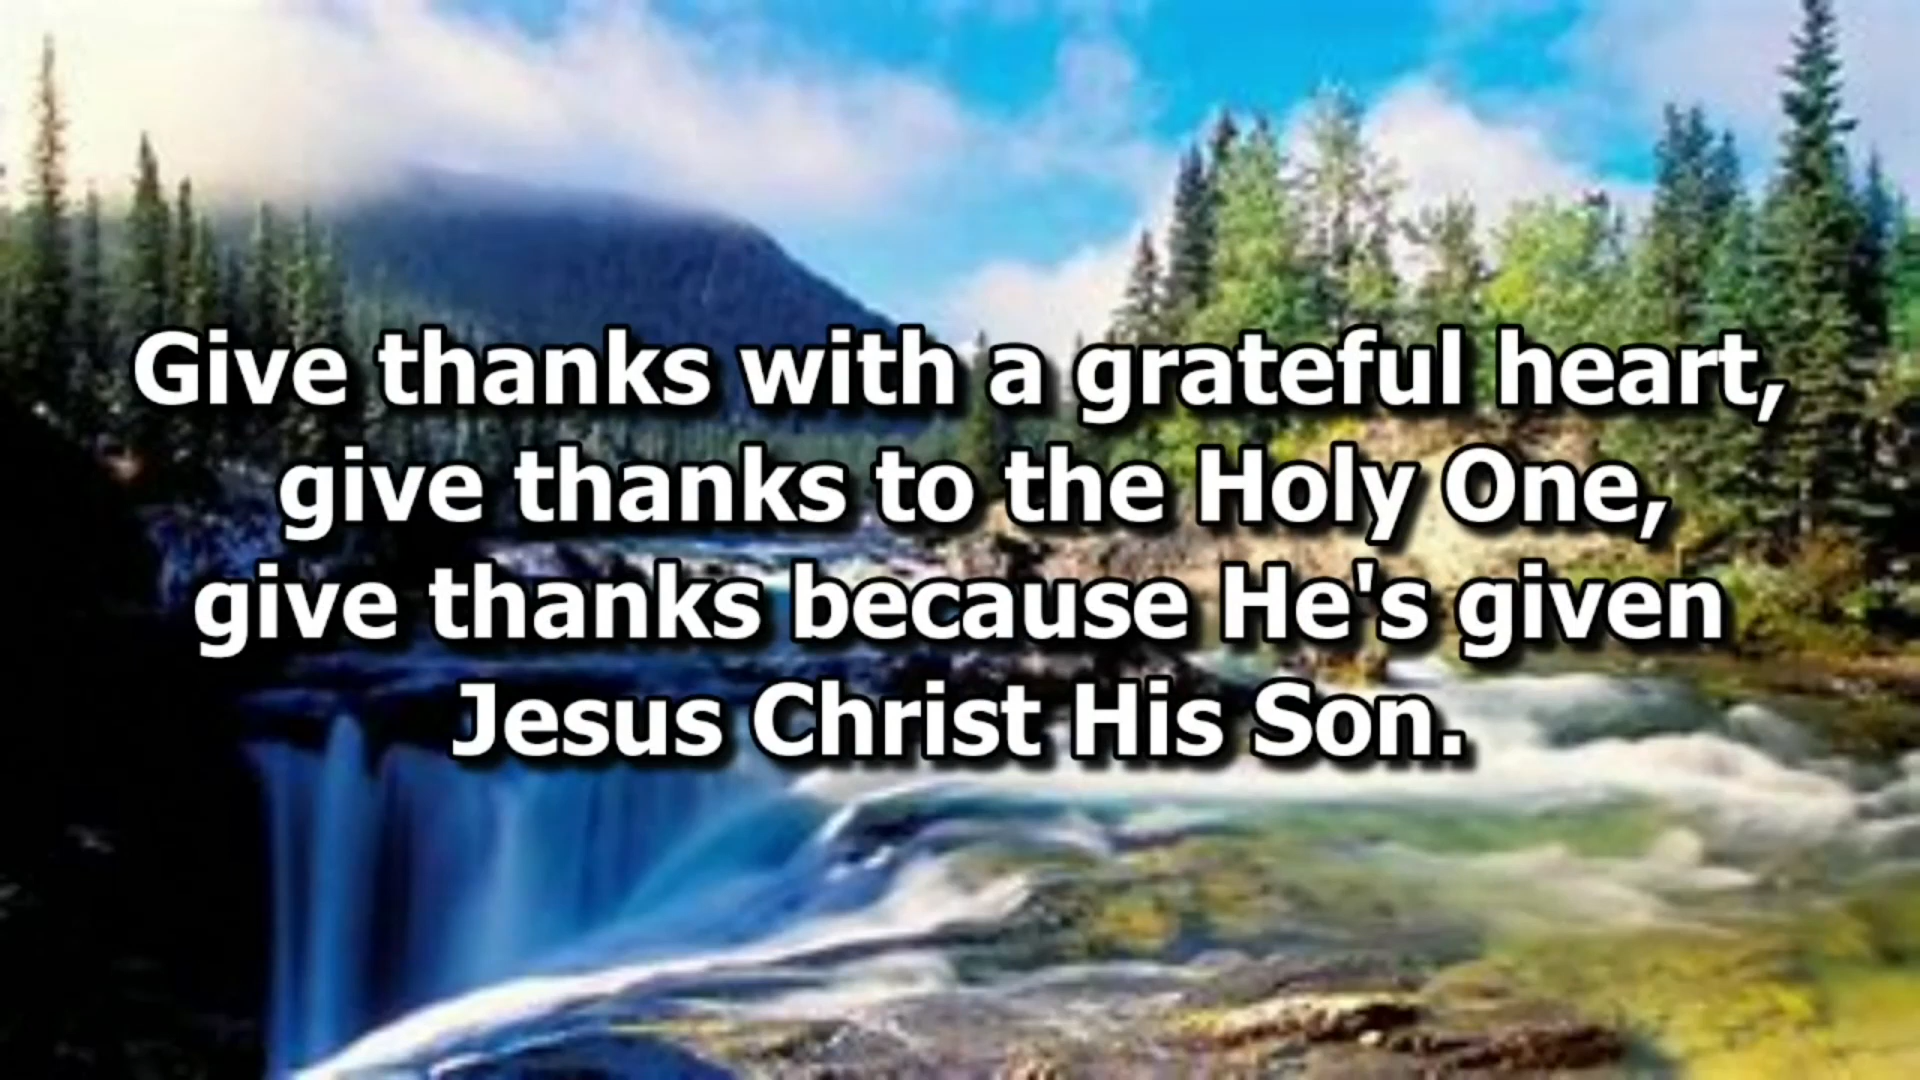 Give thanks with a grateful heart,
give thanks to the Holy One,
give thanks because He's given
Jesus Christ His Son.